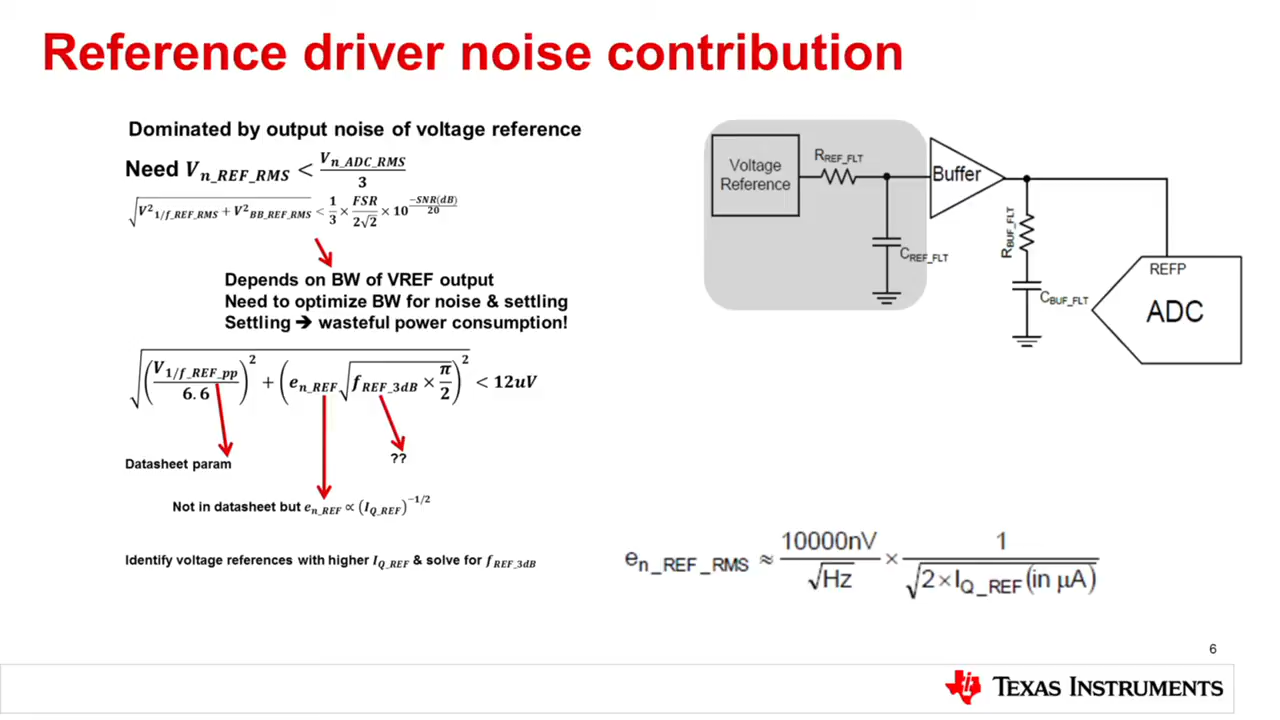 Reference driver noise contribution
Dominated by output noise of voltage reference
Need V_n_REF_RMS < V_n_ADC_RMS / 3
√(V²_1/f_REF_RMS + V²_BB_REF_RMS) < 1/3 × FSR/2√2 × 10^(−SNR(dB)/20)
Depends on BW of VREF output
Need to optimize BW for noise & settling
Settling ➔ wasteful power consumption!
√((V_1/f_REF_pp / 6.6)² + (e_n_REF √(f_REF_3dB × π/2))²) < 12uV
Datasheet param
??
Not in datasheet but e_n_REF ∝ (I_Q_REF)^−1/2
Identify voltage references with higher I_Q_REF & solve for f_REF_3dB
Voltage
Reference
R_REF_FLT
C_REF_FLT
Buffer
R_BUF_FLT
C_BUF_FLT
REFP
ADC
e_n_REF_RMS ≈ 10000nV/√Hz × 1/√(2×I_Q_REF(in μA))
6
TEXAS INSTRUMENTS